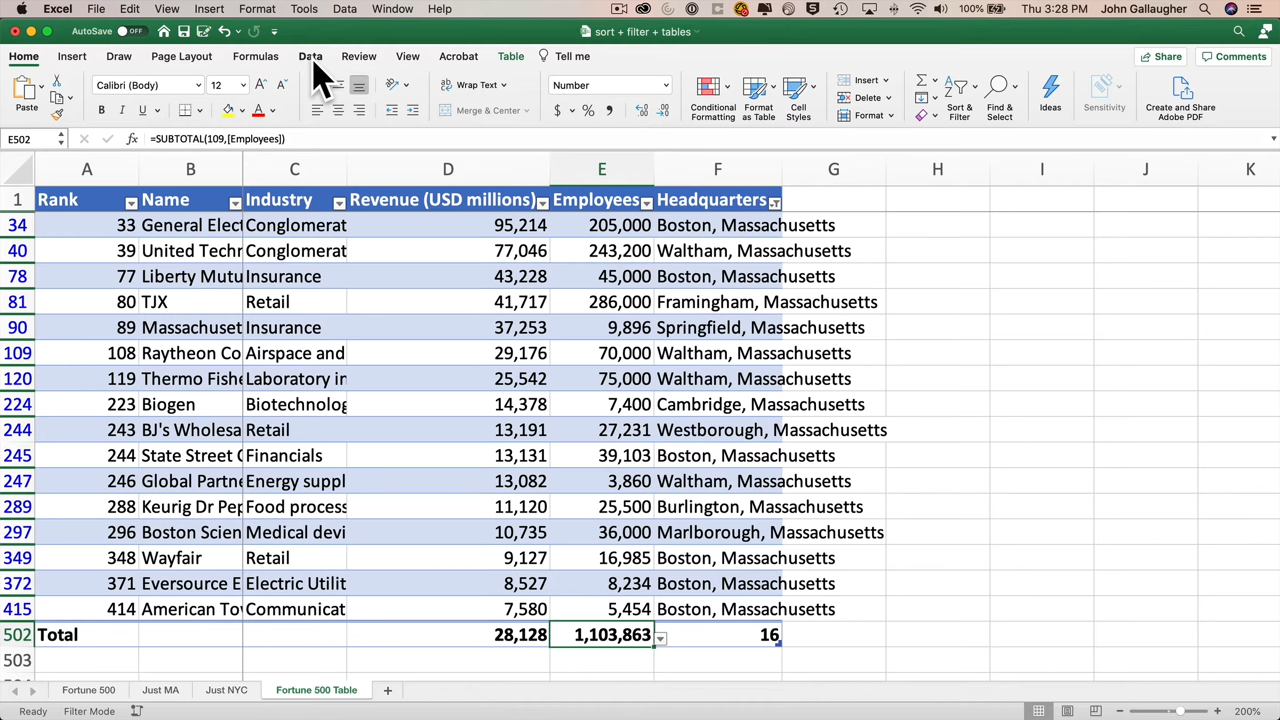 Excel File Edit View Insert Format Tools Data Window Help 100% Thu 3:28 PM John Gallaugher
AutoSave OFF sort + filter + tables
Home Insert Draw Page Layout Formulas Data Review View Acrobat Table Tell me Share Comments
Paste Calibri (Body) 12 Wrap Text Number Insert
B I U Merge & Center $ % Conditional Formatting Format as Table Cell Styles Delete Format Sort & Filter Find & Select Ideas Sensitivity Create and Share Adobe PDF
E502 fx =SUBTOTAL(109,[Employees])
A B C D E F G H I J K
1 Rank Name Industry Revenue (USD millions) Employees Headquarters
34 33 General Elect Conglomerat 95,214 205,000 Boston, Massachusetts
40 39 United Techn Conglomerat 77,046 243,200 Waltham, Massachusetts
78 77 Liberty Mutu Insurance 43,228 45,000 Boston, Massachusetts
81 80 TJX Retail 41,717 286,000 Framingham, Massachusetts
90 89 Massachuset Insurance 37,253 9,896 Springfield, Massachusetts
109 108 Raytheon Co Airspace and 29,176 70,000 Waltham, Massachusetts
120 119 Thermo Fishe Laboratory in 25,542 75,000 Waltham, Massachusetts
224 223 Biogen Biotechnolog 14,378 7,400 Cambridge, Massachusetts
244 243 BJ's Wholesa Retail 13,191 27,231 Westborough, Massachusetts
245 244 State Street C Financials 13,131 39,103 Boston, Massachusetts
247 246 Global Partne Energy suppl 13,082 3,860 Waltham, Massachusetts
289 288 Keurig Dr Pep Food process 11,120 25,500 Burlington, Massachusetts
297 296 Boston Scien Medical devi 10,735 36,000 Marlborough, Massachusetts
349 348 Wayfair Retail 9,127 16,985 Boston, Massachusetts
372 371 Eversource E Electric Utilit 8,527 8,234 Boston, Massachusetts
415 414 American Tov Communicat 7,580 5,454 Boston, Massachusetts
502 Total 28,128 1,103,863 16
503
Fortune 500 Just MA Just NYC Fortune 500 Table +
Ready Filter Mode 200%